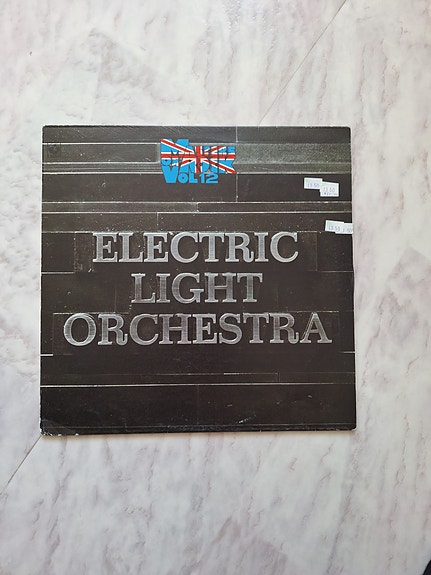 VOL 12
ELECTRIC
LIGHT
ORCHESTRA